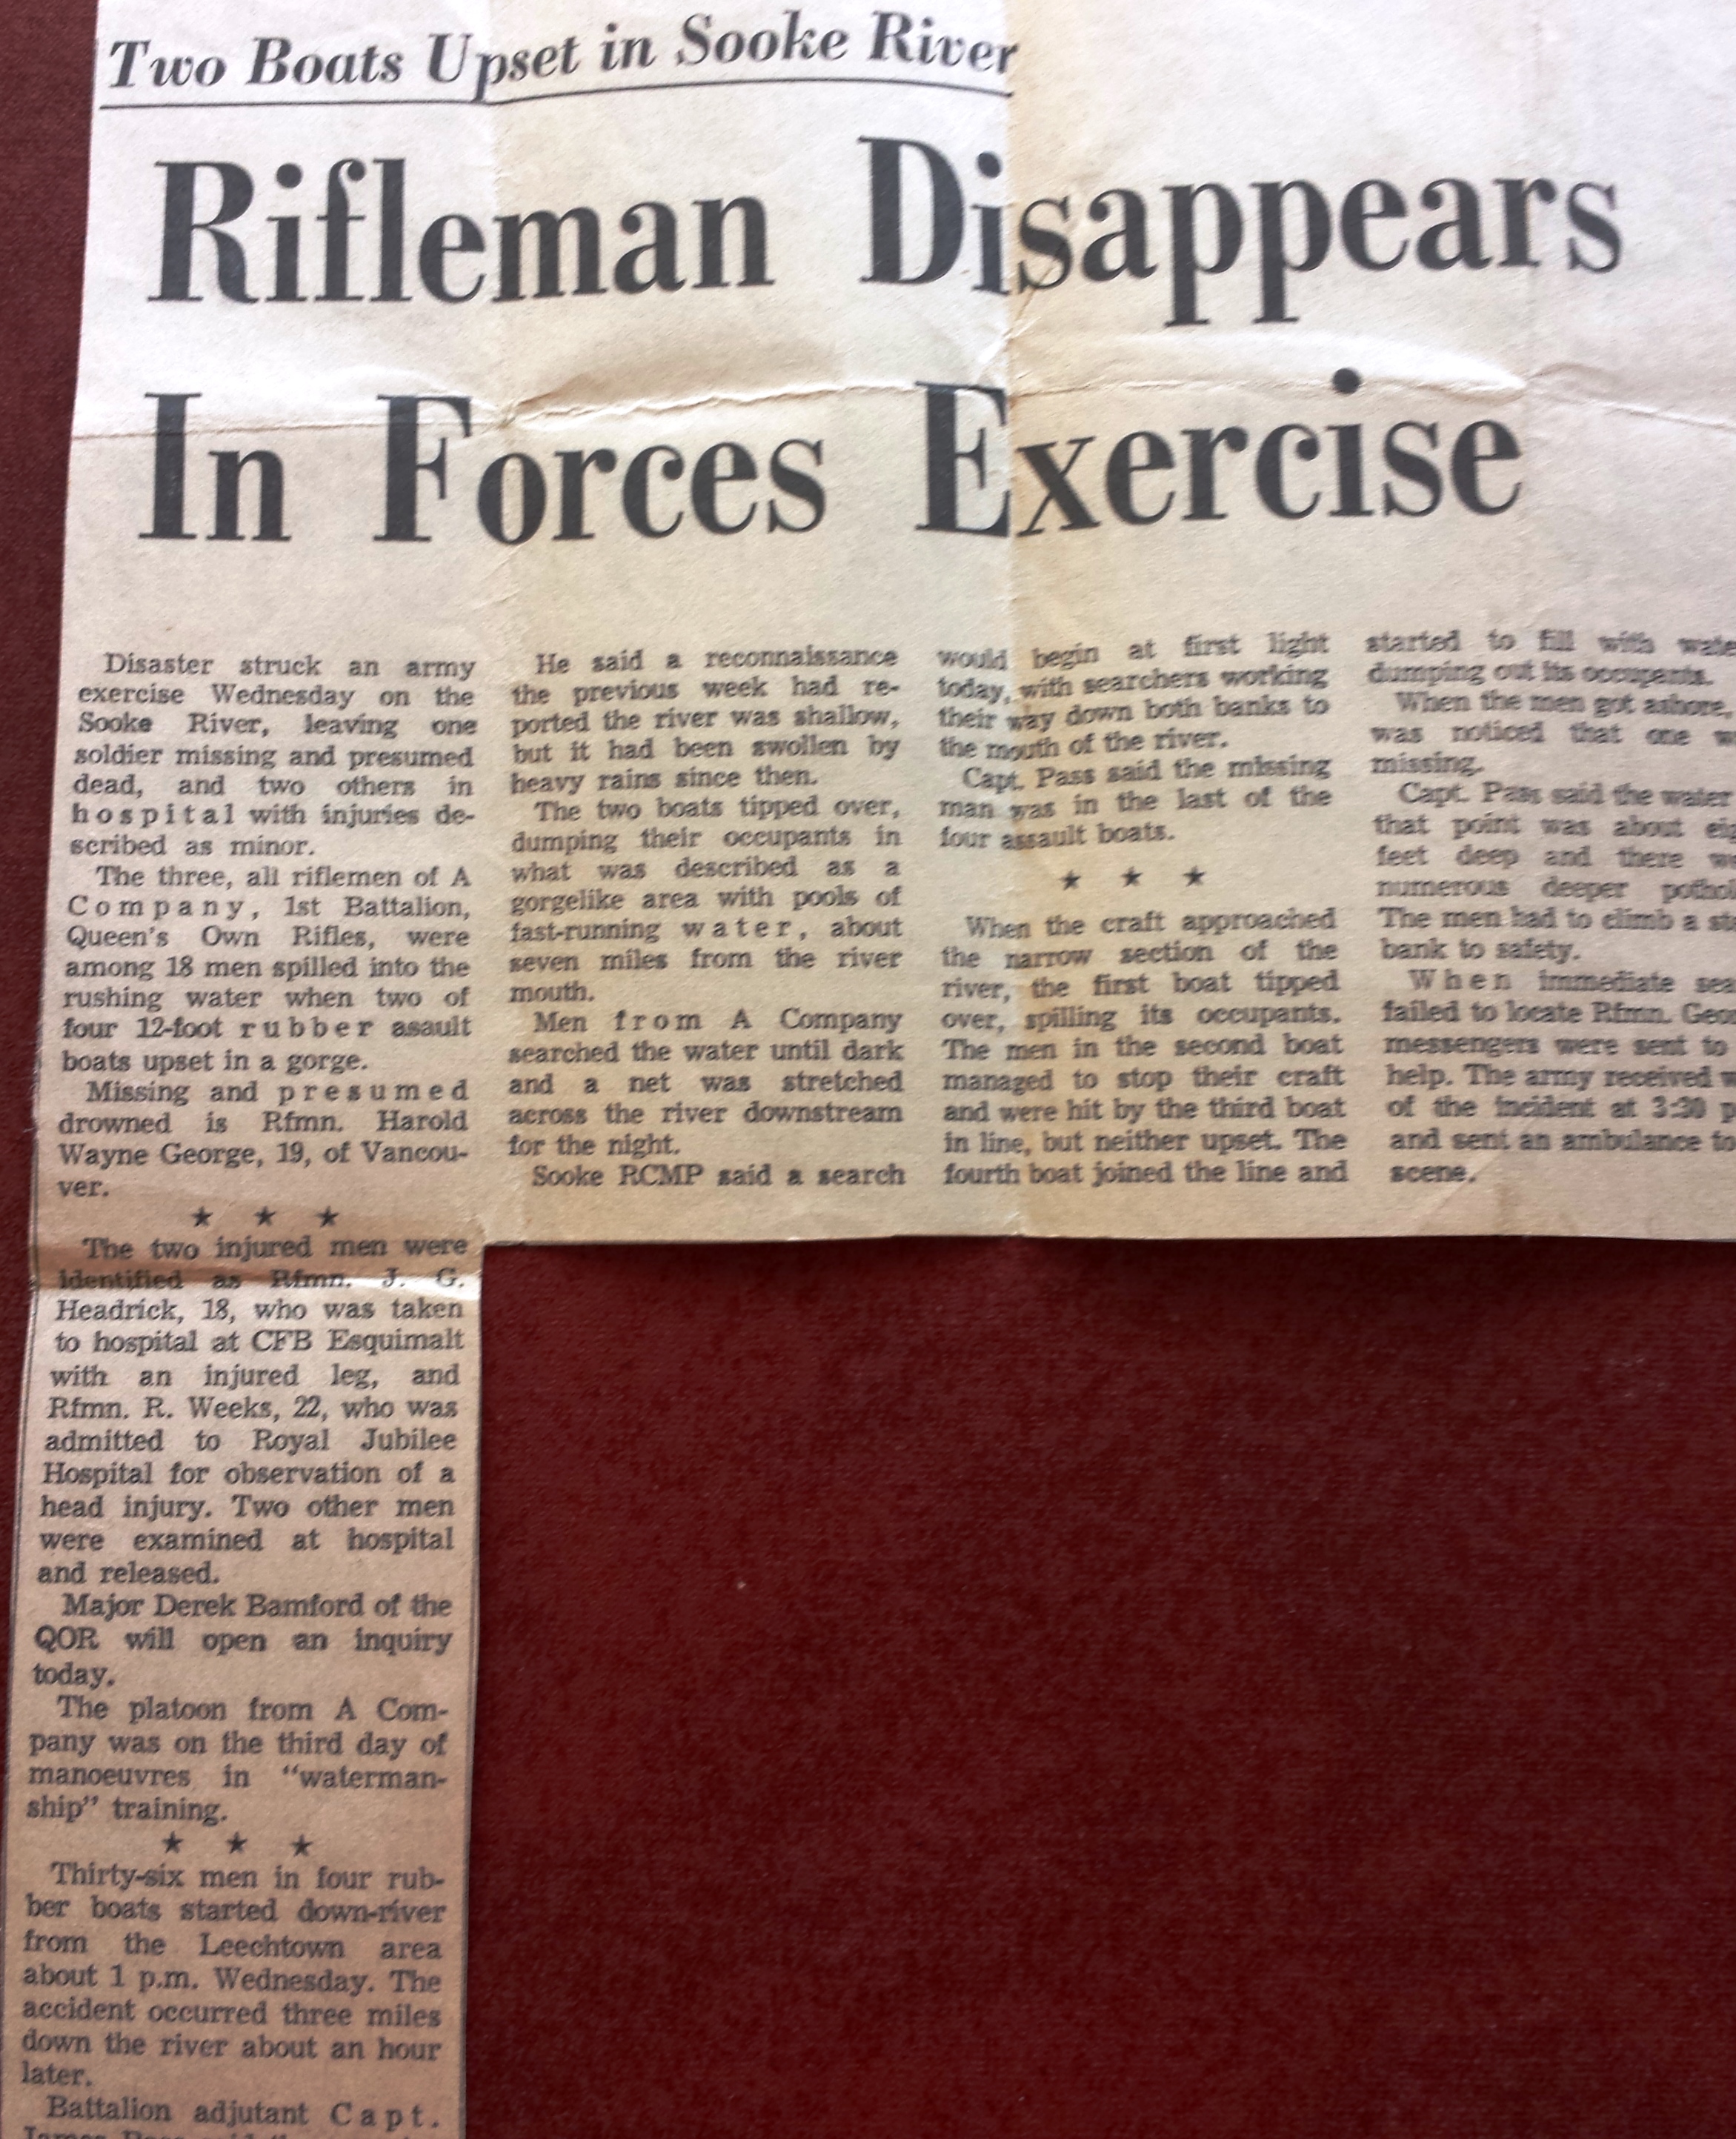 Two Boats Upset in Sooke River
Rifleman Disappears
In Forces Exercise
Disaster struck an army
exercise Wednesday on the
Sooke River, leaving one
soldier missing and presumed
dead, and two others in
hospital with injuries de-
scribed as minor.
The three, all riflemen of A
Company, 1st Battalion,
Queen's Own Rifles, were
among 18 men spilled into the
rushing water when two of
four 12-foot rubber asault
boats upset in a gorge.
Missing and presumed
drowned is Rfmn. Harold
Wayne George, 19, of Vancou-
ver.
★ ★ ★
The two injured men were
identified as Rfmn. J. G.
Headrick, 18, who was taken
to hospital at CFB Esquimalt
with an injured leg, and
Rfmn. R. Weeks, 22, who was
admitted to Royal Jubilee
Hospital for observation of a
head injury. Two other men
were examined at hospital
and released.
Major Derek Bamford of the
QOR will open an inquiry
today.
The platoon from A Com-
pany was on the third day of
manoeuvres in "waterman-
ship" training.
★ ★ ★
Thirty-six men in four rub-
ber boats started down-river
from the Leechtown area
about 1 p.m. Wednesday. The
accident occurred three miles
down the river about an hour
later.
Battalion adjutant Capt.
He said a reconnaissance
the previous week had re-
ported the river was shallow,
but it had been swollen by
heavy rains since then.
The two boats tipped over,
dumping their occupants in
what was described as a
gorgelike area with pools of
fast-running water, about
seven miles from the river
mouth.
Men from A Company
searched the water until dark
and a net was stretched
across the river downstream
for the night.
Sooke RCMP said a search
would begin at first light
today, with searchers working
their way down both banks to
the mouth of the river.
Capt. Pass said the missing
man was in the last of the
four assault boats.
★ ★ ★
When the craft approached
the narrow section of the
river, the first boat tipped
over, spilling its occupants.
The men in the second boat
managed to stop their craft
and were hit by the third boat
in line, but neither upset. The
fourth boat joined the line and
started to fill with wate
dumping out its occupants.
When the men got ashore,
was noticed that one w
missing.
Capt. Pass said the water
that point was about eig
feet deep and there we
numerous deeper pothol
The men had to climb a ste
bank to safety.
When immediate sea
failed to locate Rfmn. Geor
messengers were sent to
help. The army received w
of the incident at 3:30 p
and sent an ambulance to
scene.